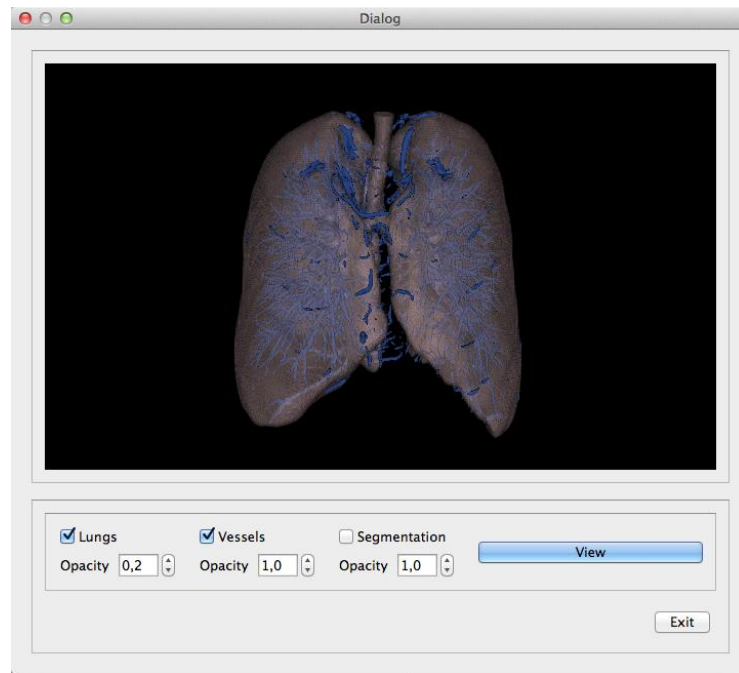 Dialog
Lungs Vessels Segmentation
View
Opacity 0,2 Opacity 1,0 Opacity 1,0
Exit